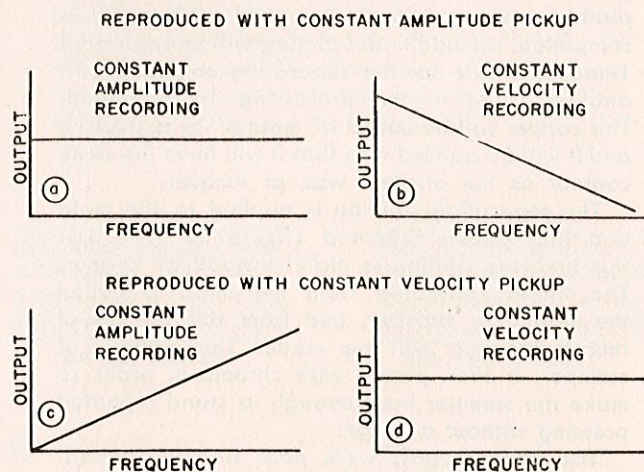 REPRODUCED WITH CONSTANT AMPLITUDE PICKUP
CONSTANT
AMPLITUDE
RECORDING
OUTPUT
a
FREQUENCY
CONSTANT
VELOCITY
RECORDING
OUTPUT
b
FREQUENCY
REPRODUCED WITH CONSTANT VELOCITY PICKUP
CONSTANT
AMPLITUDE
RECORDING
OUTPUT
c
FREQUENCY
CONSTANT
VELOCITY
RECORDING
OUTPUT
d
FREQUENCY